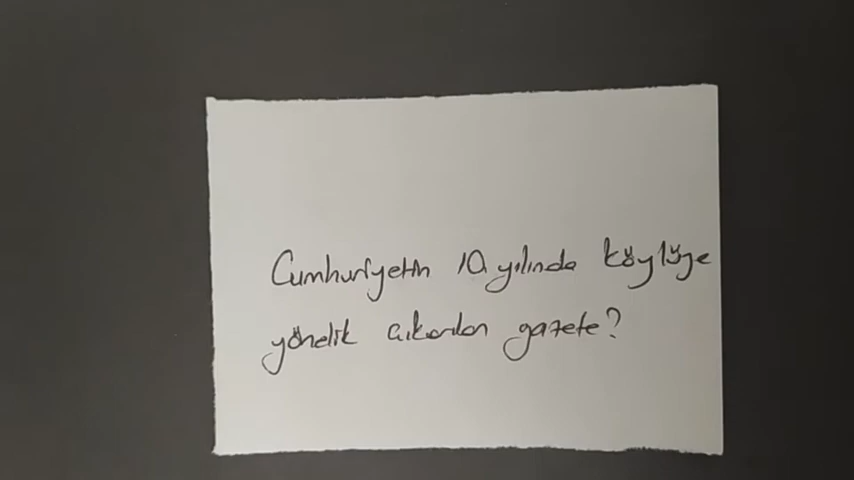 Cumhuriyetin 10. yılında köylüye
yönelik çıkarılan gazete?